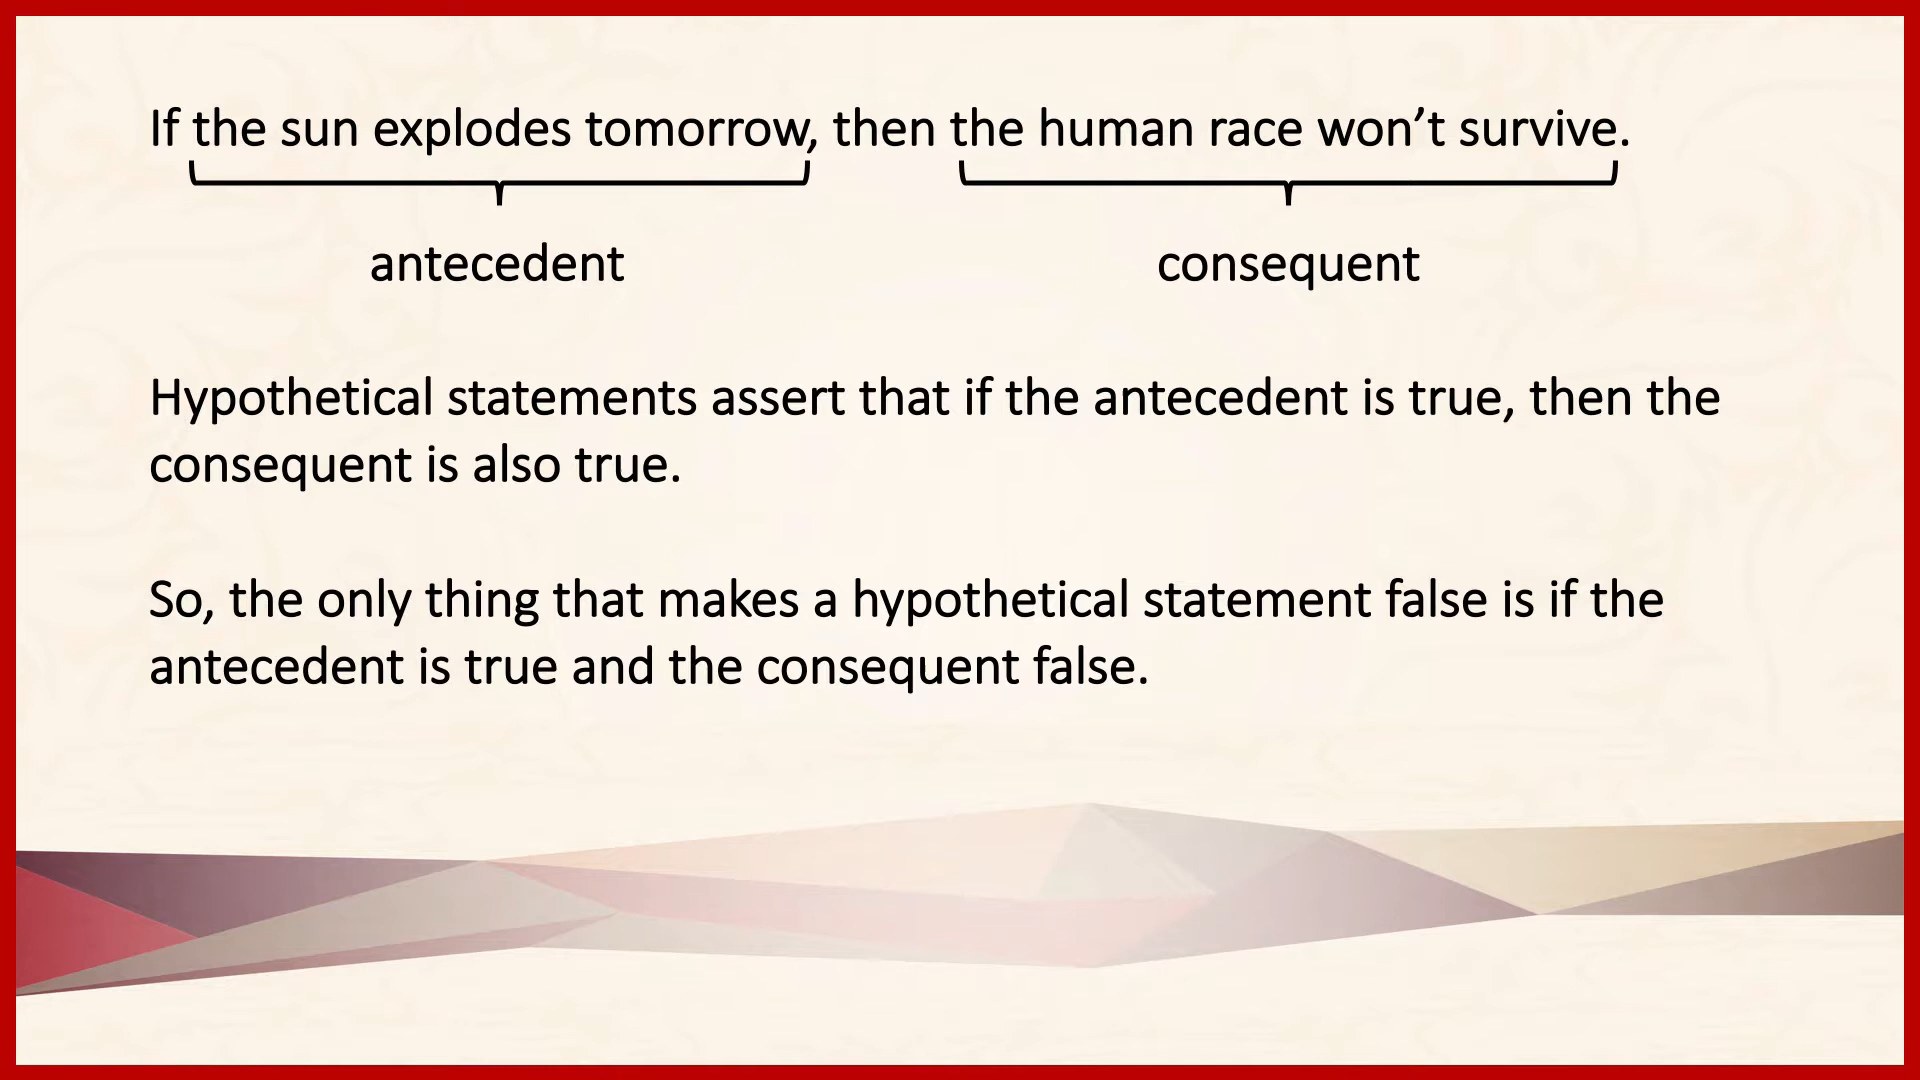 If the sun explodes tomorrow, then the human race won’t survive.
antecedent consequent
Hypothetical statements assert that if the antecedent is true, then the
consequent is also true.
So, the only thing that makes a hypothetical statement false is if the
antecedent is true and the consequent false.